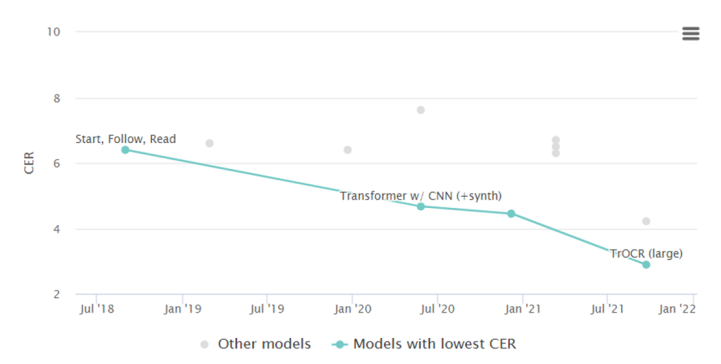 10
8
Start, Follow, Read
CER
6
Transformer w/ CNN (+synth)
4
TrOCR (large)
2
Jul '18 Jan '19 Jul '19 Jan '20 Jul '20 Jan '21 Jul '21 Jan '22
Other models Models with lowest CER